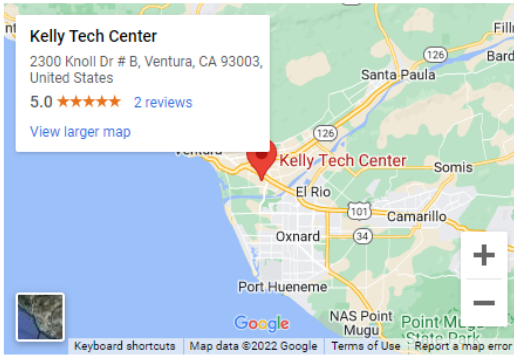 Kelly Tech Center
2300 Knoll Dr # B, Ventura, CA 93003,
United States
5.0 ★★★★★ 2 reviews
View larger map
126
Santa Paula
Ventura
126
Kelly Tech Center
Somis
El Rio
101
Camarillo
Oxnard
34
Port Hueneme
NAS Point
Mugu
Point Mugu
State Park
Google
Keyboard shortcuts
Map data ©2022 Google
Terms of Use
Report a map error